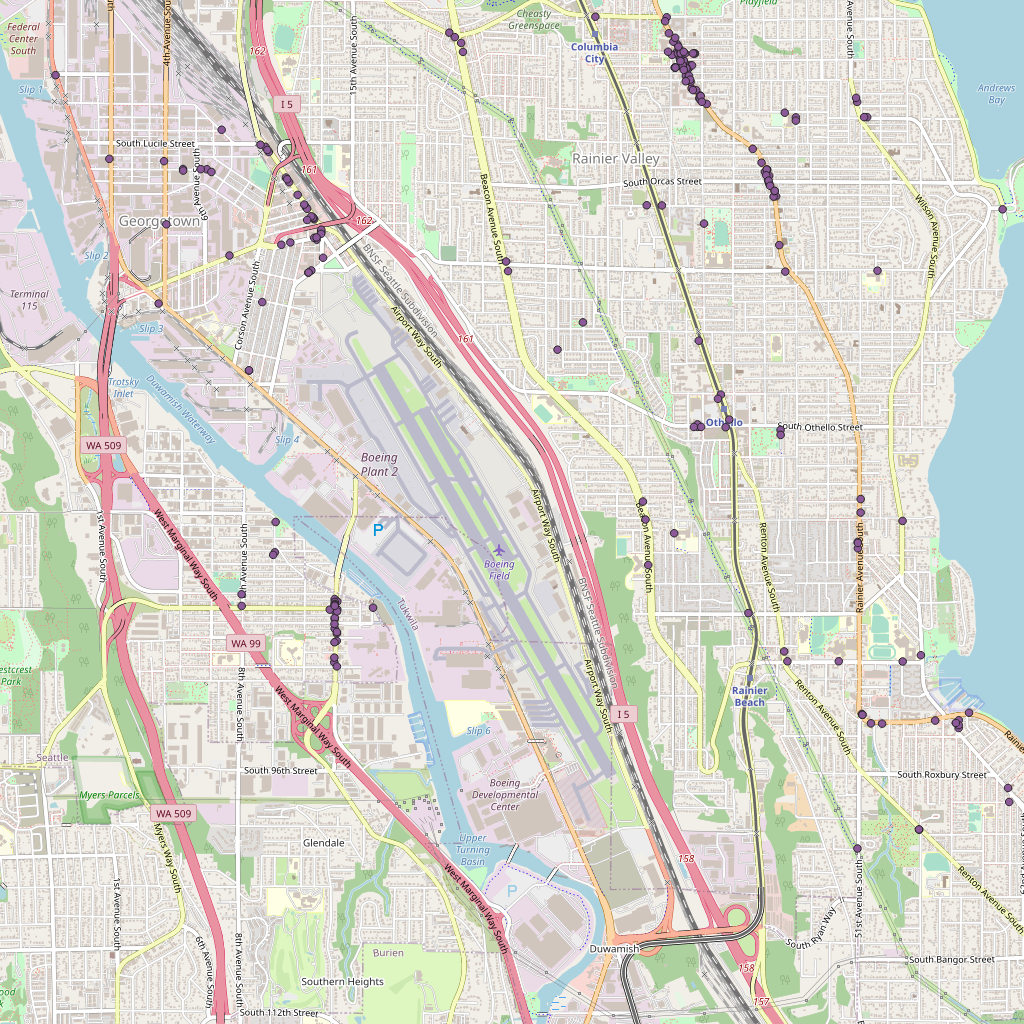 Federal
Center
South
4th Avenue South
162
15th Avenue South
Cheasty
Greenspace
Playfield
Columbia
City
Avenue South
Andrews
Bay
Slip 1
I 5
South Lucile Street
161
Rainier Valley
South Orcas Street
6th Avenue South
Georgetown
162
Beacon Avenue South
Wilson Avenue South
Slip 2
BNSF Seattle Subdivision
Terminal
115
Corson Avenue South
Airport Way South
161
Slip 3
Trotsky
Inlet
Duwamish Waterway
Slip 4
Othello
South Othello Street
WA 509
Boeing
Plant 2
P
1st Avenue South
West Marginal Way South
Airport Way South
Beacon Avenue South
Renton Avenue South
Boeing
Field
BNSF Seattle Subdivision
Rainier Avenue South
Tukwila
WA 99
8th Avenue South
Airport Way South
Rainier
Beach
Renton Avenue South
I 5
West Marginal Way South
Slip 6
Seattle
South 96th Street
Myers Parcels
Boeing
Developmental
Center
South Roxbury Street
WA 509
Glendale
Upper
Turning
Basin
158
Myers Way South
West Marginal Way South
P
Renton Avenue South
1st Avenue South
8th Avenue South
6th Avenue South
51st Avenue South
South Ryan Way
Duwamish
Burien
158
South Bangor Street
Southern Heights
157
South 112th Street